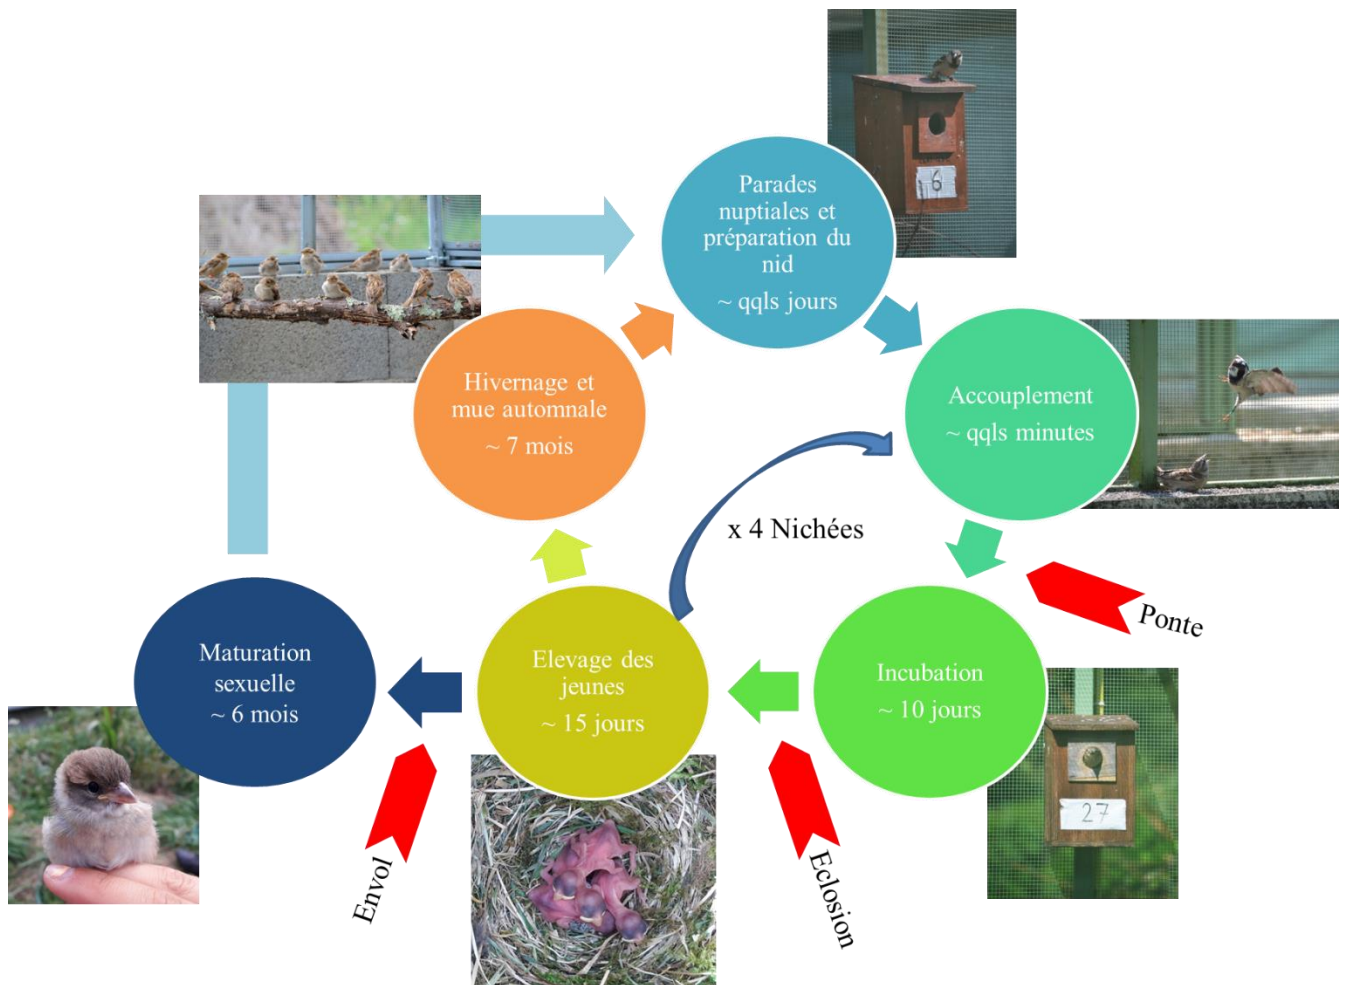 Parades
nuptiales et
préparation du
nid
~ qqls jours
6
Accouplement
~ qqls minutes
Hivernage et
mue automnale
~ 7 mois
x 4 Nichées
Ponte
Incubation
~ 10 jours
27
Eclosion
Elevage des
jeunes
~ 15 jours
Envol
Maturation
sexuelle
~ 6 mois